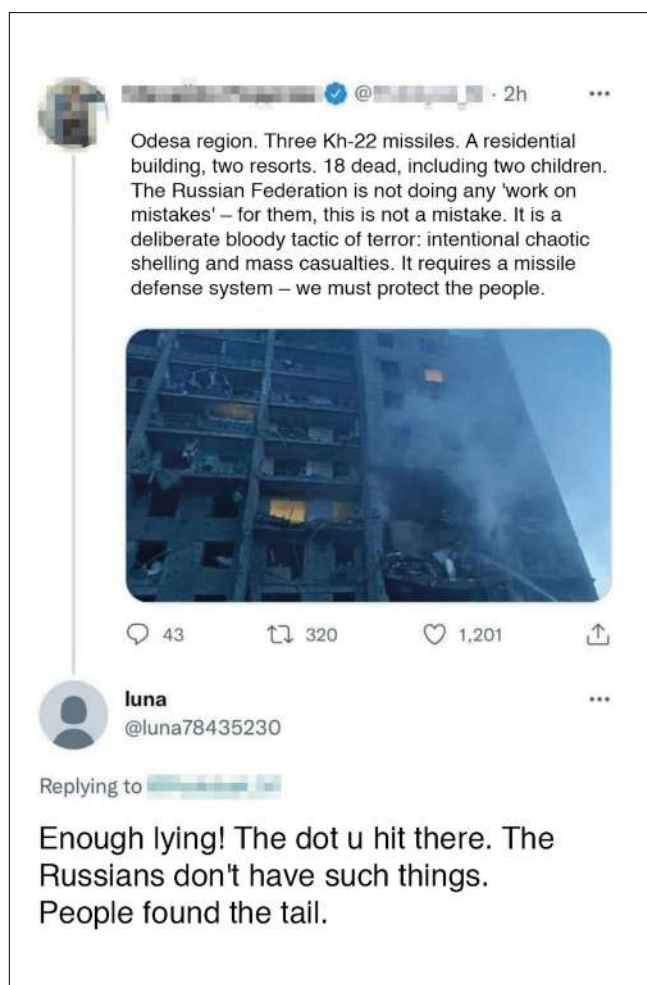 @ · 2h
Odesa region. Three Kh-22 missiles. A residential
building, two resorts. 18 dead, including two children.
The Russian Federation is not doing any 'work on
mistakes' – for them, this is not a mistake. It is a
deliberate bloody tactic of terror: intentional chaotic
shelling and mass casualties. It requires a missile
defense system – we must protect the people.
43 320 1,201
luna
@luna78435230
Replying to
Enough lying! The dot u hit there. The
Russians don't have such things.
People found the tail.